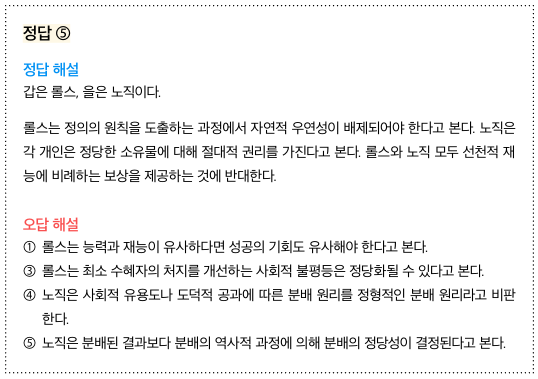 정답 ⑤
정답 해설
갑은 롤스, 을은 노직이다.
롤스는 정의의 원칙을 도출하는 과정에서 자연적 우연성이 배제되어야 한다고 본다. 노직은
각 개인은 정당한 소유물에 대해 절대적 권리를 가진다고 본다. 롤스와 노직 모두 선천적 재
능에 비례하는 보상을 제공하는 것에 반대한다.
오답 해설
① 롤스는 능력과 재능이 유사하다면 성공의 기회도 유사해야 한다고 본다.
③ 롤스는 최소 수혜자의 처지를 개선하는 사회적 불평등은 정당화될 수 있다고 본다.
④ 노직은 사회적 유용도나 도덕적 공과에 따른 분배 원리를 정형적인 분배 원리라고 비판
한다.
⑤ 노직은 분배된 결과보다 분배의 역사적 과정에 의해 분배의 정당성이 결정된다고 본다.